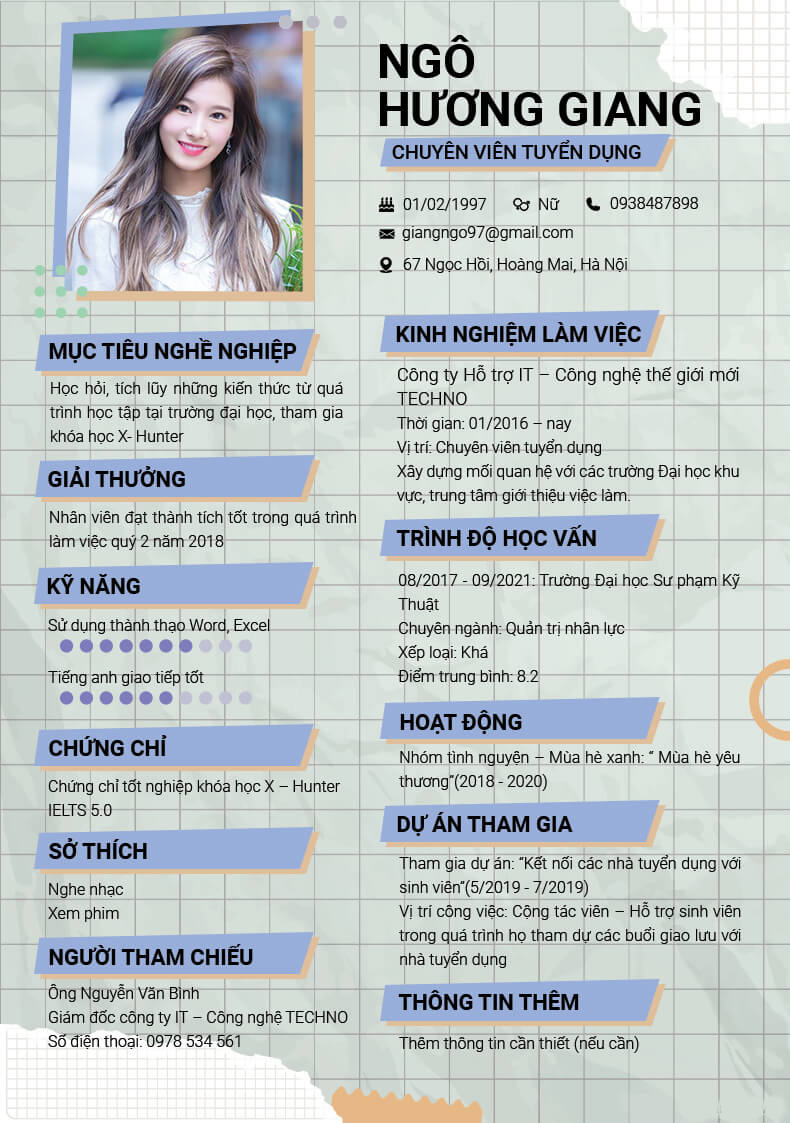 NGÔ
HƯƠNG GIANG
CHUYÊN VIÊN TUYỂN DỤNG
01/02/1997 Nữ 0938487898
giangngo97@gmail.com
67 Ngọc Hồi, Hoàng Mai, Hà Nội
MỤC TIÊU NGHỀ NGHIỆP
Học hỏi, tích lũy những kiến thức từ quá
trình học tập tại trường đại học, tham gia
khóa học X- Hunter
GIẢI THƯỞNG
Nhân viên đạt thành tích tốt trong quá trình
làm việc quý 2 năm 2018
KỸ NĂNG
Sử dụng thành thạo Word, Excel
Tiếng anh giao tiếp tốt
CHỨNG CHỈ
Chứng chỉ tốt nghiệp khóa học X – Hunter
IELTS 5.0
SỞ THÍCH
Nghe nhạc
Xem phim
NGƯỜI THAM CHIẾU
Ông Nguyễn Văn Bình
Giám đốc công ty IT – Công nghệ TECHNO
Số điện thoại: 0978 534 561
KINH NGHIỆM LÀM VIỆC
Công ty Hỗ trợ IT – Công nghệ thế giới mới
TECHNO
Thời gian: 01/2016 – nay
Vị trí: Chuyên viên tuyển dụng
Xây dựng mối quan hệ với các trường Đại học khu
vực, trung tâm giới thiệu việc làm.
TRÌNH ĐỘ HỌC VẤN
08/2017 - 09/2021: Trường Đại học Sư phạm Kỹ
Thuật
Chuyên ngành: Quản trị nhân lực
Xếp loại: Khá
Điểm trung bình: 8.2
HOẠT ĐỘNG
Nhóm tình nguyện – Mùa hè xanh: “ Mùa hè yêu
thương”(2018 - 2020)
DỰ ÁN THAM GIA
Tham gia dự án: “Kết nối các nhà tuyển dụng với
sinh viên”(5/2019 - 7/2019)
Vị trí công việc: Cộng tác viên – Hỗ trợ sinh viên
trong quá trình họ tham dự các buổi giao lưu với
nhà tuyển dụng
THÔNG TIN THÊM
Thêm thông tin cần thiết (nếu cần)